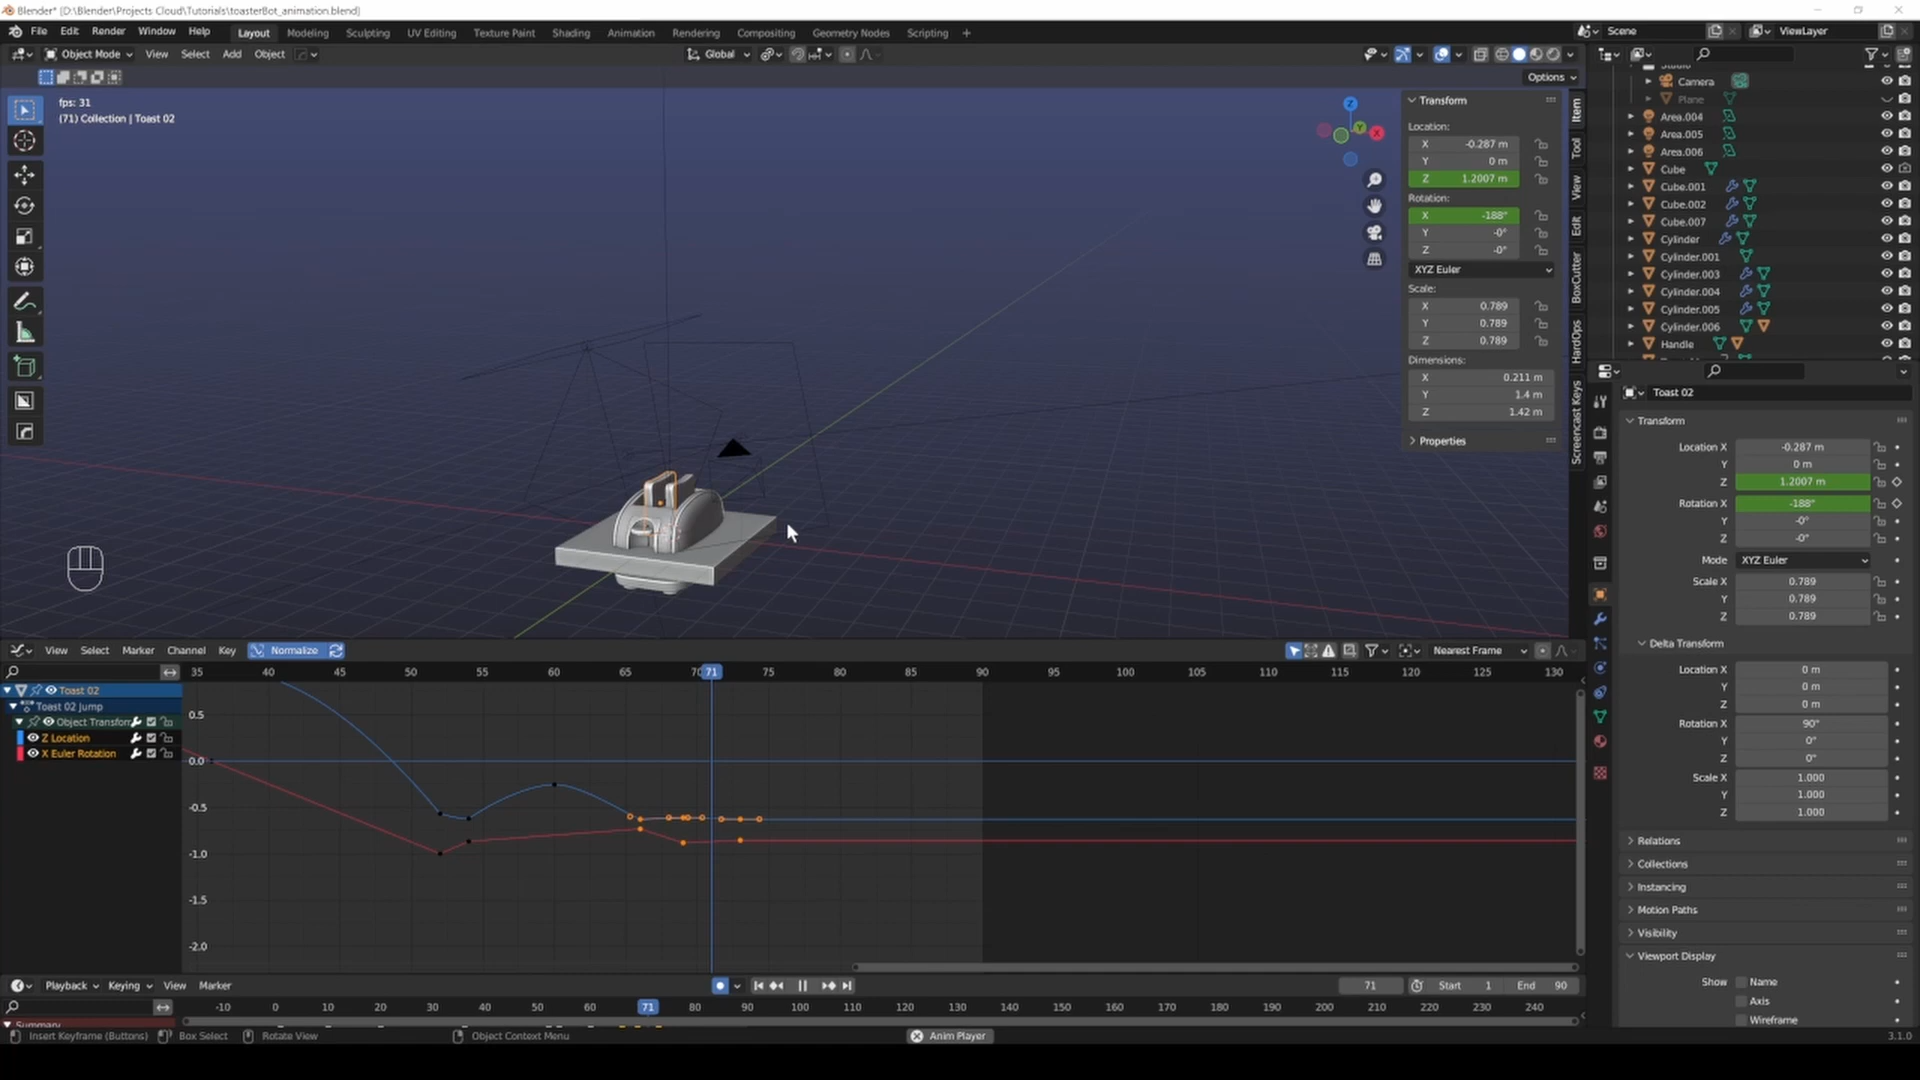 Blender* [D:\Blender\Projects Cloud\Tutorials\toasterBot_animation.blend]
File Edit Render Window Help Layout Modeling Sculpting UV Editing Texture Paint Shading Animation Rendering Compositing Geometry Nodes Scripting + Scene ViewLayer
Object Mode View Select Add Object Global
Options
fps: 31
(71) Collection | Toast 02
Z
Y
X
Transform
Location:
X -0.287 m
Y 0 m
Z 1.2007 m
Rotation:
X -188°
Y -0°
Z -0°
XYZ Euler
Scale:
X 0.789
Y 0.789
Z 0.789
Dimensions:
X 0.211 m
Y 1.4 m
Z 1.42 m
Properties
Item
Tool
View
Edit
BoxCutter
HardOps
Screencast Keys
Camera
Plane
Area.004
Area.005
Area.006
Cube
Cube.001
Cube.002
Cube.007
Cylinder
Cylinder.001
Cylinder.003
Cylinder.004
Cylinder.005
Cylinder.006
Handle
Toast 02
Transform
Location X -0.287 m
Y 0 m
Z 1.2007 m
Rotation X -188°
Y -0°
Z -0°
Mode XYZ Euler
Scale X 0.789
Y 0.789
Z 0.789
Delta Transform
Location X 0 m
Y 0 m
Z 0 m
Rotation X 90°
Y 0°
Z 0°
Scale X 1.000
Y 1.000
Z 1.000
Relations
Collections
Instancing
Motion Paths
Visibility
Viewport Display
Show Name
Axis
Wireframe
View Select Marker Channel Key Normalize Nearest Frame
35 40 45 50 55 60 65 70 71 75 80 85 90 95 100 105 110 115 120 125 130
Toast 02
Toast 02 Jump
Object Transfor
Z Location
X Euler Rotation
0.5
0.0
-0.5
-1.0
-1.5
-2.0
Playback Keying View Marker 71 Start 1 End 90
-10 0 10 20 30 40 50 60 71 80 90 100 110 120 130 140 150 160 170 180 190 200 210 220 230 240
Summary
Insert Keyframe (Buttons) Box Select Rotate View Object Context Menu Anim Player 3.1.0